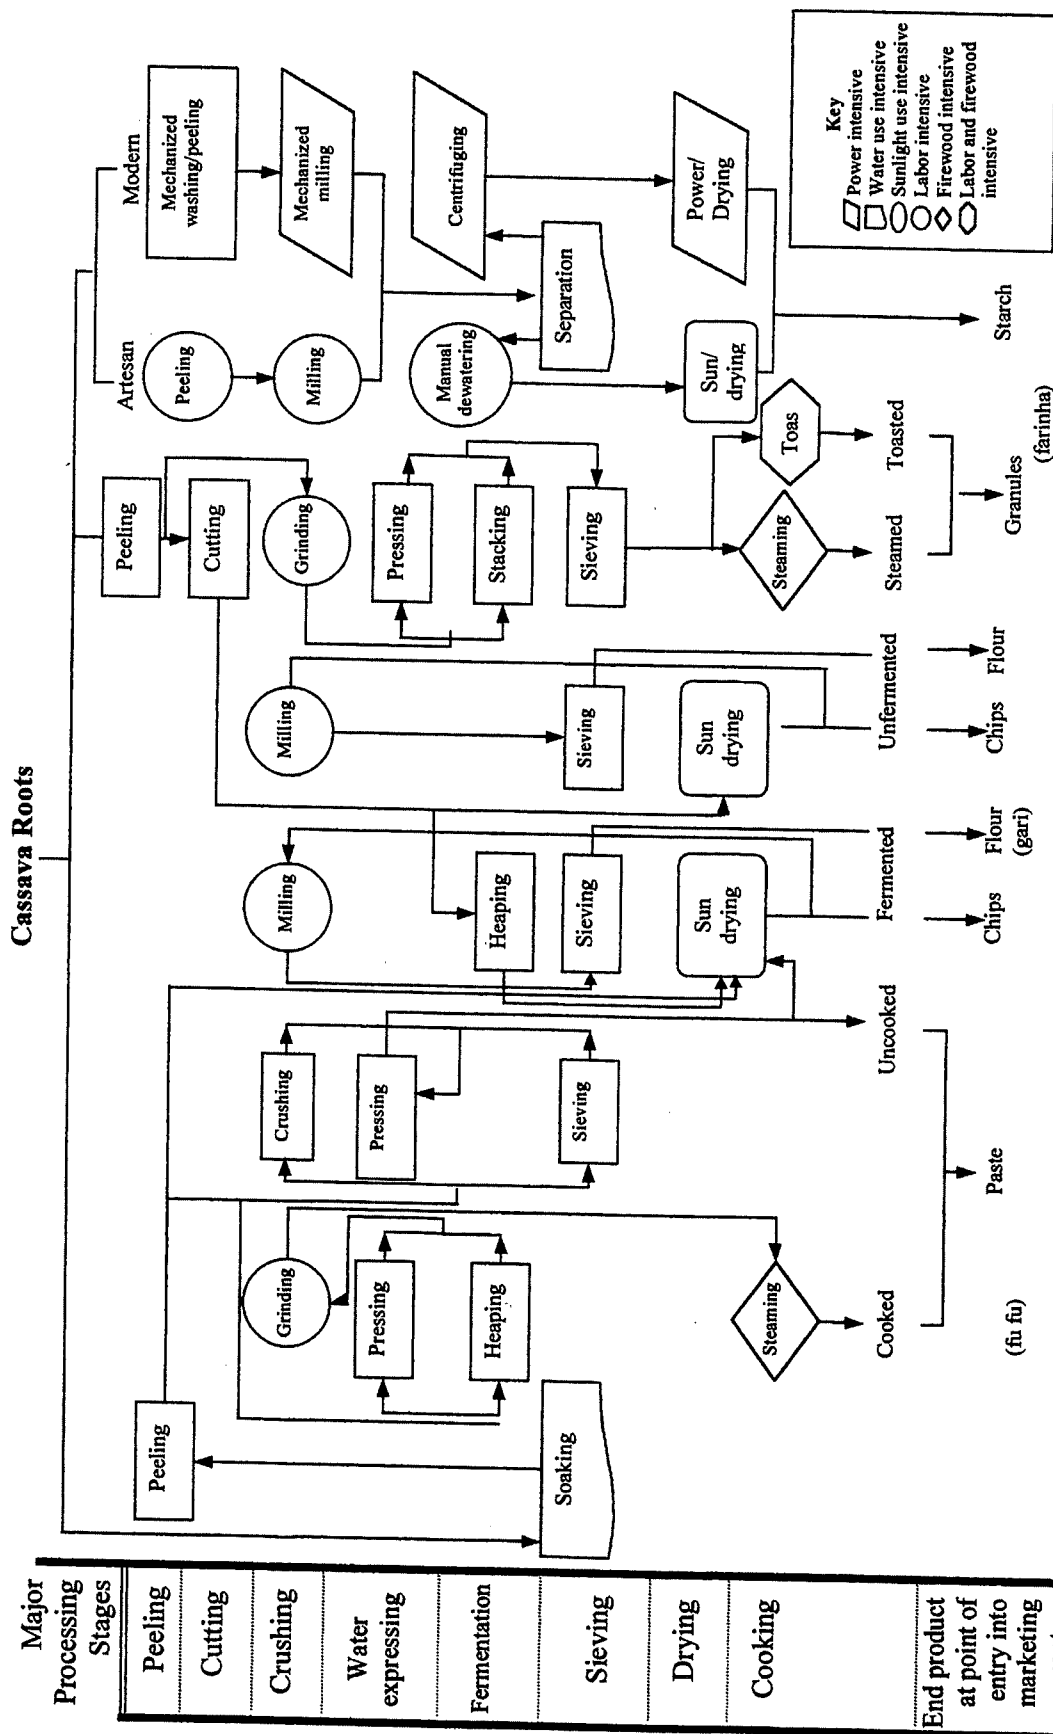 Cassava Roots
Major
Processing
Stages
Peeling
Cutting
Crushing
Water
expressing
Fermentation
Sieving
Drying
Cooking
End product
at point of
entry into
marketing
Artesan
Modern
Peeling
Peeling
Peeling
Mechanized
washing/peeling
Cutting
Grinding
Crushing
Milling
Milling
Grinding
Milling
Mechanized
milling
Pressing
Pressing
Pressing
Manual
dewatering
Centrifuging
Heaping
Heaping
Stacking
Soaking
Sieving
Sieving
Sieving
Sieving
Separation
Sun
drying
Sun
drying
Sun/
drying
Power/
Drying
Steaming
Steaming
Toas
Cooked
Uncooked
Fermented
Unfermented
Steamed
Toasted
(fu fu)
Paste
Chips
Flour
(gari)
Chips
Flour
Granules
(farinha)
Starch
Key
Power intensive
Water use intensive
Sunlight use intensive
Labor intensive
Firewood intensive
Labor and firewood
intensive